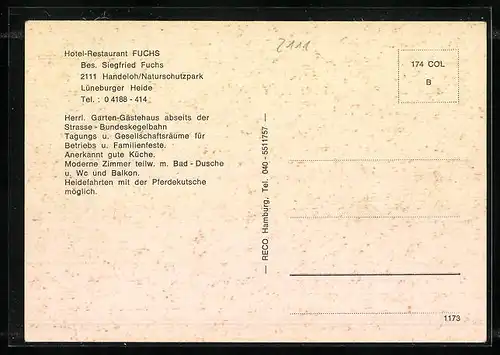 Hotel-Restaurant FUCHS
Bes. Siegfried Fuchs
2111 Handeloh/Naturschutzpark
Lüneburger Heide
Tel. : 0 4188 - 414
Herrl. Garten-Gästehaus abseits der
Strasse - Bundeskegelbahn
Tagungs u. Gesellschaftsräume für
Betriebs u. Familienfeste.
Anerkannt gute Küche.
Moderne Zimmer teilw. m. Bad - Dusche
u. Wc und Balkon.
Heidefahrten mit der Pferdekutsche
möglich.
— RECO Hamburg, Tel. 040 - 5511757 —
2111
174 COL
B
1173